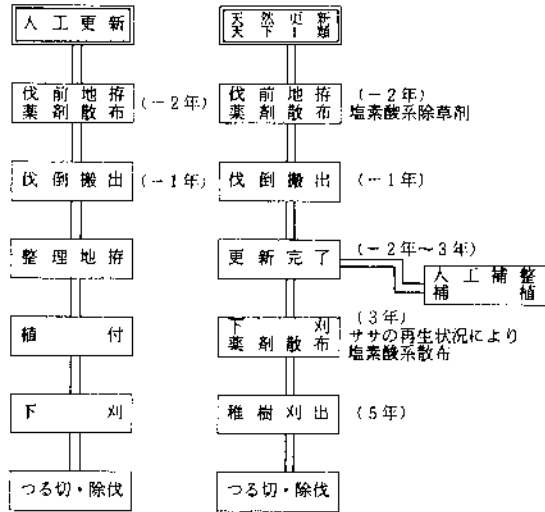 人工更新
伐前地拵
薬剤散布
(－2年)
伐倒搬出
(－1年)
整理地拵
植付
下刈
つる切・除伐
天然更新
天下Ⅰ類
伐前地拵
薬剤散布
(－2年)
塩素酸系除草剤
伐倒搬出
(－1年)
更新完了
(－2年～3年)
人工補整
補植
下刈
薬剤散布
(3年)
ササの再生状況により
塩素酸系散布
稚樹刈出
(5年)
つる切・除伐